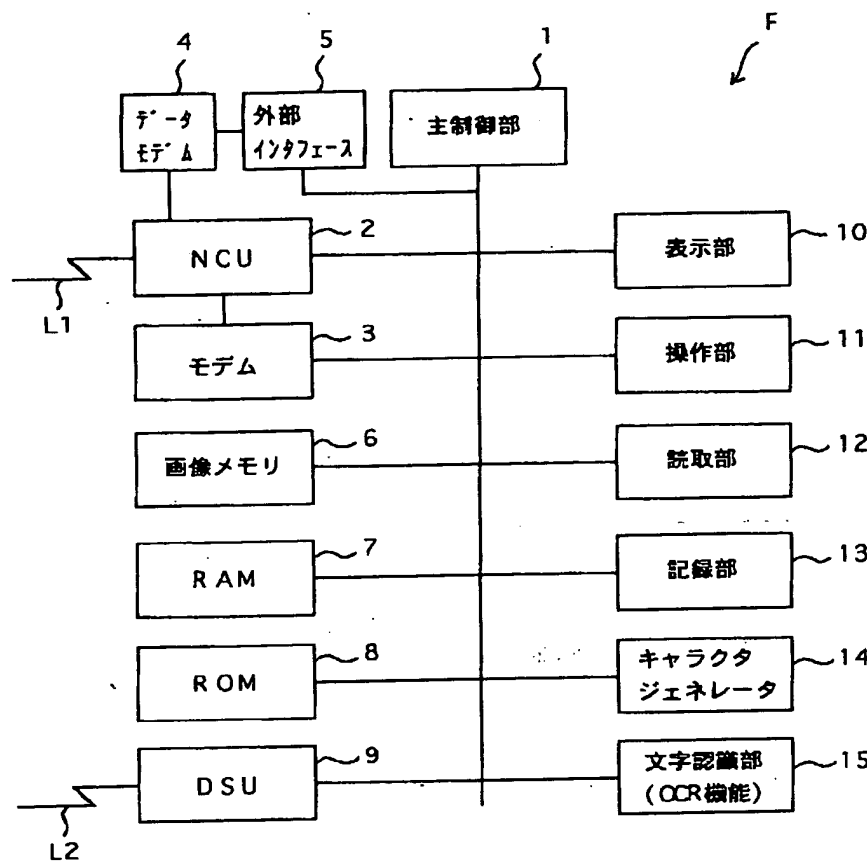 F
4
5
1
データ
モデム
外部
インタフェース
主制御部
2
NCU
L1
10
表示部
3
モデム
11
操作部
6
画像メモリ
12
読取部
7
RAM
13
記録部
8
ROM
14
キャラクタ
ジェネレータ
9
DSU
L2
15
文字認識部
(OCR機能)